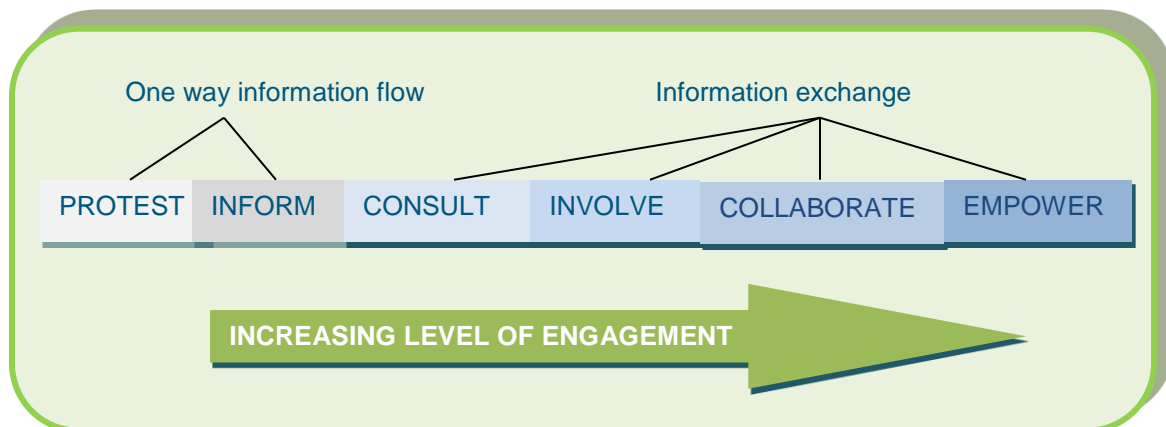 One way information flow Information exchange
PROTEST INFORM CONSULT INVOLVE COLLABORATE EMPOWER
INCREASING LEVEL OF ENGAGEMENT